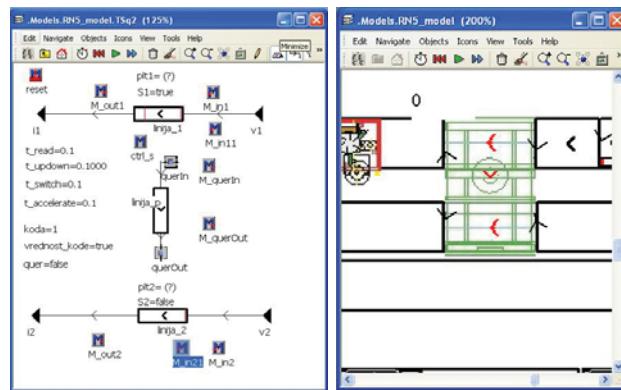 .Models.RN5_model.TSq2 (125%)
Edit Navigate Objects Icons View Tools Help
Minimize
reset
plt1= (?)
S1=true
M_out1
M_in1
i1
linija_1
v1
M_in11
t_read=0.1
ctrl_s
t_updown=0.1000
querIn
M_querIn
t_switch=0.1
linija_p
t_accelerate=0.1
koda=1
M_querOut
vrednost_kode=true
quer=false
querOut
plt2= (?)
S2=false
i2
linija_2
v2
M_out2
M_in21
M_in2
.Models.RN5_model (200%)
Edit Navigate Objects Icons View Tools Help
0